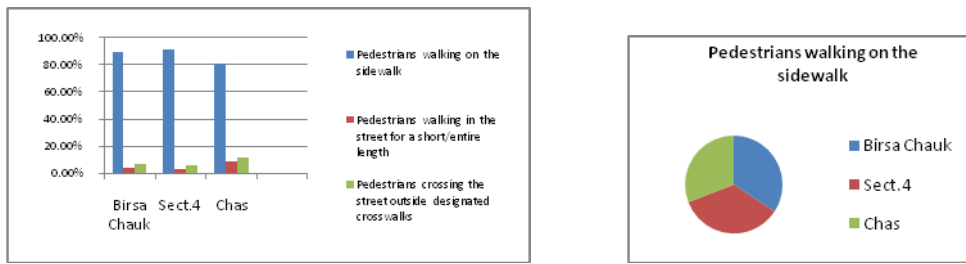 100.00%
80.00%
60.00%
40.00%
20.00%
0.00%
Birsa
Chauk
Sect.4
Chas
Pedestrians walking on the
sidewalk
Pedestrians walking in the
street for a short/entire
length
Pedestrians crossing the
street outside designated
crosswalks
Pedestrians walking on the
sidewalk
Birsa Chauk
Sect.4
Chas